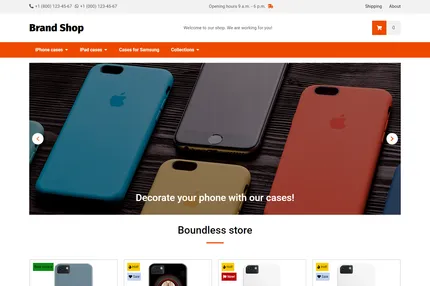 +1 (800) 123-45-67 +1 (000) 123-45-67
Opening hours 9 a.m. - 6 p.m.
Shipping About
Brand Shop
Welcome to our shop. We are working for you!
0
iPhone cases iPad cases Cases for Samsung Collections
Decorate your phone with our cases!
Boundless store